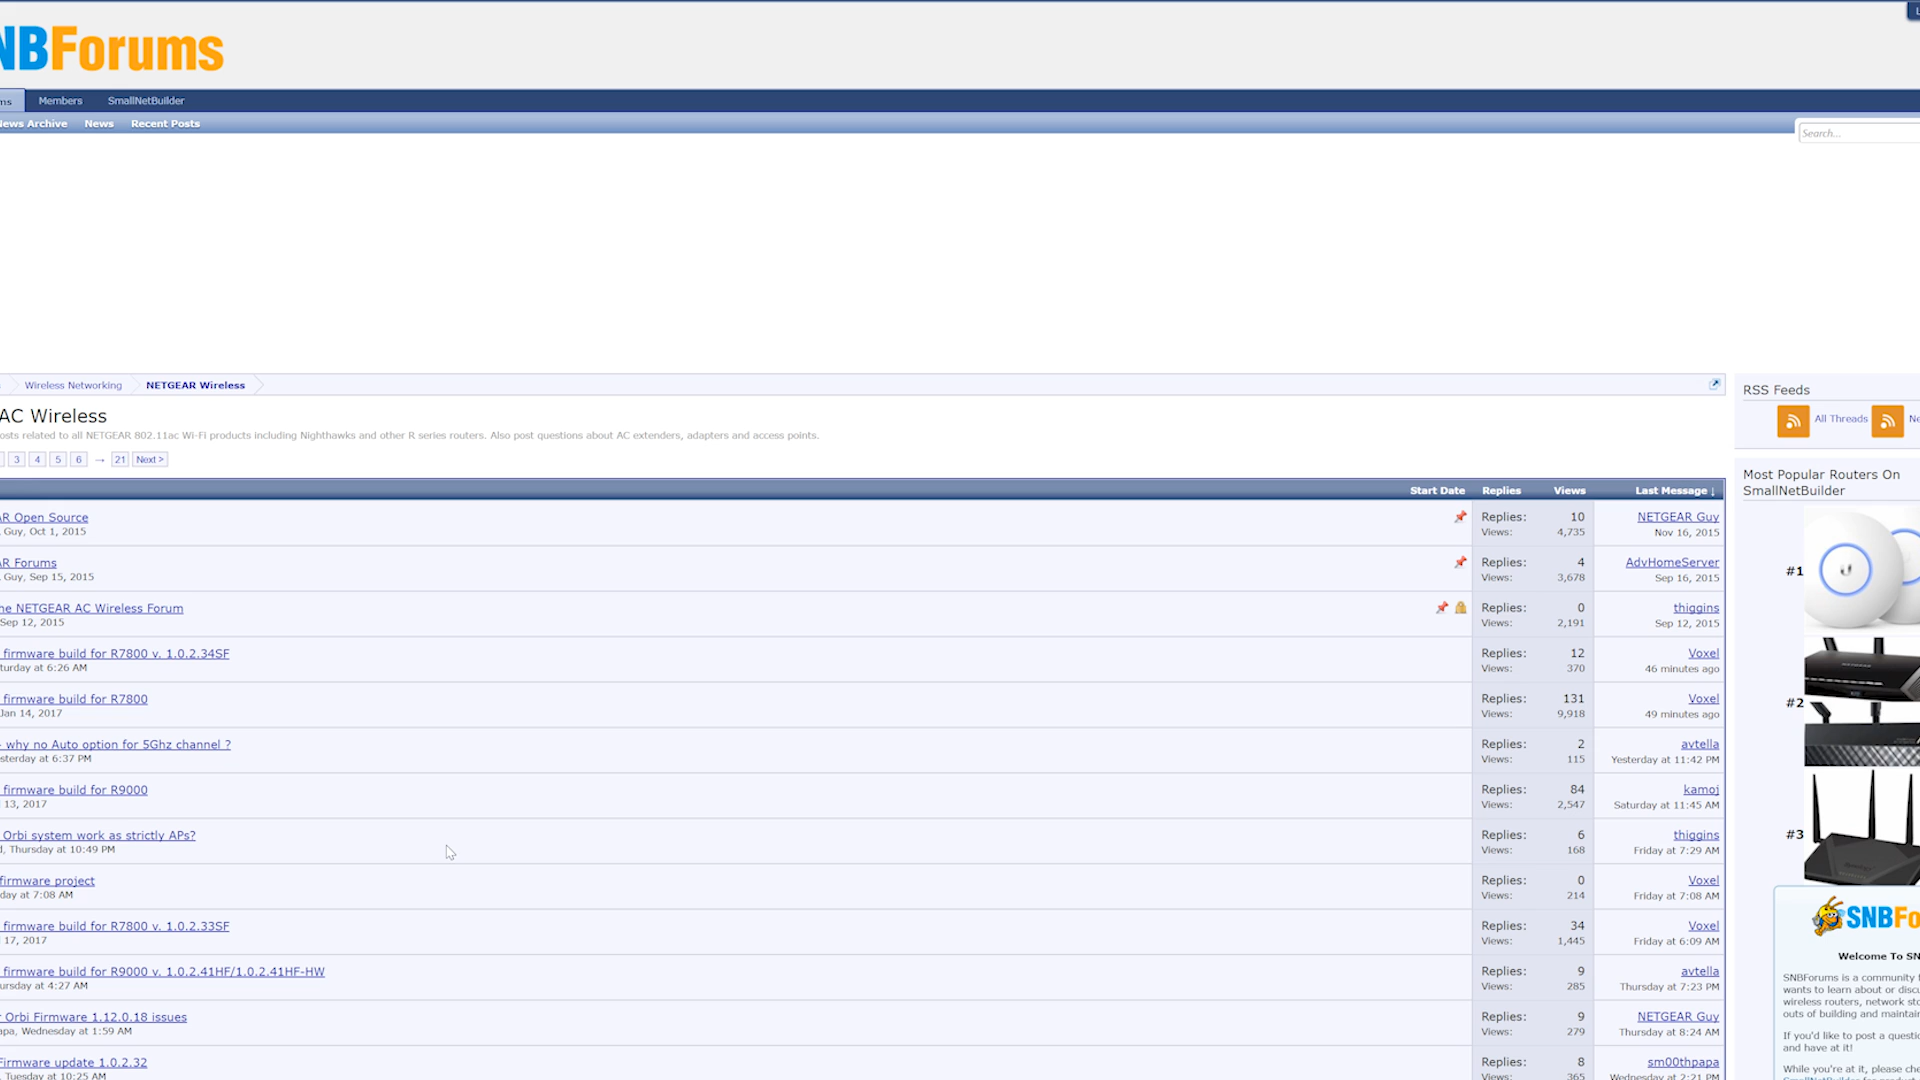 NBForums
ms Members SmallNetBuilder
News Archive News Recent Posts
Search...
Wireless Networking NETGEAR Wireless
AC Wireless
osts related to all NETGEAR 802.11ac Wi-Fi products including Nighthawks and other R series routers. Also post questions about AC extenders, adapters and access points.
3 4 5 6 → 21 Next >
Start Date Replies Views Last Message ↓
AR Open Source Replies: 10 NETGEAR Guy
Guy, Oct 1, 2015 Views: 4,735 Nov 16, 2015
AR Forums Replies: 4 AdvHomeServer
Guy, Sep 15, 2015 Views: 3,678 Sep 16, 2015
he NETGEAR AC Wireless Forum Replies: 0 thiggins
Sep 12, 2015 Views: 2,191 Sep 12, 2015
firmware build for R7800 v. 1.0.2.34SF Replies: 12 Voxel
turday at 6:26 AM Views: 370 46 minutes ago
firmware build for R7800 Replies: 131 Voxel
Jan 14, 2017 Views: 9,918 49 minutes ago
- why no Auto option for 5Ghz channel ? Replies: 2 avtella
sterday at 6:37 PM Views: 115 Yesterday at 11:42 PM
firmware build for R9000 Replies: 84 kamoj
13, 2017 Views: 2,547 Saturday at 11:45 AM
Orbi system work as strictly APs? Replies: 6 thiggins
d, Thursday at 10:49 PM Views: 168 Friday at 7:29 AM
firmware project Replies: 0 Voxel
day at 7:08 AM Views: 214 Friday at 7:08 AM
firmware build for R7800 v. 1.0.2.33SF Replies: 34 Voxel
17, 2017 Views: 1,445 Friday at 6:09 AM
firmware build for R9000 v. 1.0.2.41HF/1.0.2.41HF-HW Replies: 9 avtella
ursday at 4:27 AM Views: 285 Thursday at 7:23 PM
Orbi Firmware 1.12.0.18 issues Replies: 9 NETGEAR Guy
apa, Wednesday at 1:59 AM Views: 279 Thursday at 8:24 AM
Firmware update 1.0.2.32 Replies: 8 sm00thpapa
, Tuesday at 10:25 AM Views: 365 Wednesday at 2:21 PM
RSS Feeds
All Threads Ne
Most Popular Routers On
SmallNetBuilder
#1
#2
#3
SNBFo
Welcome To SN
SNBForums is a community f
wants to learn about or discu
wireless routers, network sto
outs of building and maintain
If you'd like to post a questio
and have at it!
While you're at it, please che